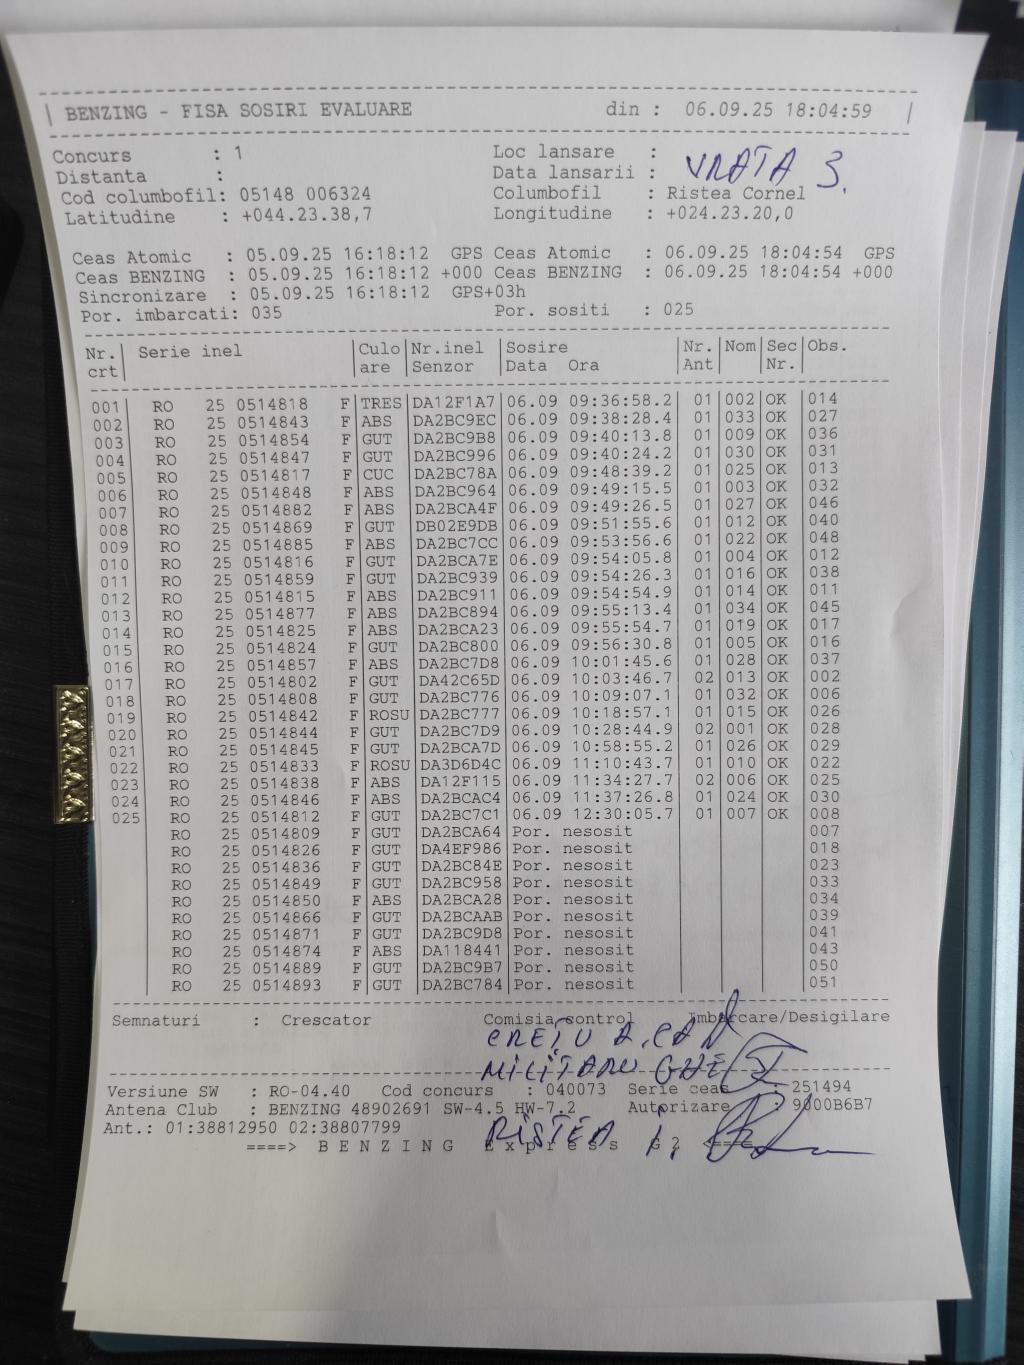 BENZING - FISA SOSIRI EVALUARE din : 06.09.25 18:04:59
Concurs : 1 Loc lansare : VRATA 3.
Distanta : Data lansarii :
Cod columbofil: 05148 006324 Columbofil : Ristea Cornel
Latitudine : +044.23.38,7 Longitudine : +024.23.20,0
Ceas Atomic : 05.09.25 16:18:12 GPS Ceas Atomic : 06.09.25 18:04:54 GPS
Ceas BENZING : 05.09.25 16:18:12 +000 Ceas BENZING : 06.09.25 18:04:54 +000
Sincronizare : 05.09.25 16:18:12 GPS+03h
Por. imbarcati: 035 Por. sositi : 025
Nr. Serie inel Culo Nr.inel Sosire Nr. Nom Sec Obs.
crt are Senzor Data Ora Ant Nr.
001 RO 25 0514818 F TRES DA12F1A7 06.09 09:36:58.2 01 002 OK 014
002 RO 25 0514843 F ABS DA2BC9EC 06.09 09:38:28.4 01 033 OK 027
003 RO 25 0514854 F GUT DA2BC9B8 06.09 09:40:13.8 01 009 OK 036
004 RO 25 0514847 F GUT DA2BC996 06.09 09:40:24.2 01 030 OK 031
005 RO 25 0514817 F CUC DA2BC78A 06.09 09:48:39.2 01 025 OK 013
006 RO 25 0514848 F ABS DA2BC964 06.09 09:49:15.5 01 003 OK 032
007 RO 25 0514882 F ABS DA2BCA4F 06.09 09:49:26.5 01 027 OK 046
008 RO 25 0514869 F GUT DB02E9DB 06.09 09:51:55.6 01 012 OK 040
009 RO 25 0514885 F ABS DA2BC7CC 06.09 09:53:56.6 01 022 OK 048
010 RO 25 0514816 F GUT DA2BCA7E 06.09 09:54:05.8 01 004 OK 012
011 RO 25 0514859 F GUT DA2BC939 06.09 09:54:26.3 01 016 OK 038
012 RO 25 0514815 F ABS DA2BC911 06.09 09:54:54.9 01 014 OK 011
013 RO 25 0514877 F ABS DA2BC894 06.09 09:55:13.4 01 034 OK 045
014 RO 25 0514825 F ABS DA2BCA23 06.09 09:55:54.7 01 019 OK 017
015 RO 25 0514824 F GUT DA2BC800 06.09 09:56:30.8 01 005 OK 016
016 RO 25 0514857 F ABS DA2BC7D8 06.09 10:01:45.6 01 028 OK 037
017 RO 25 0514802 F GUT DA42C65D 06.09 10:03:46.7 02 013 OK 002
018 RO 25 0514808 F GUT DA2BC776 06.09 10:09:07.1 01 032 OK 006
019 RO 25 0514842 F ROSU DA2BC777 06.09 10:18:57.1 01 015 OK 026
020 RO 25 0514844 F GUT DA2BC7D9 06.09 10:28:44.9 02 001 OK 028
021 RO 25 0514845 F GUT DA2BCA7D 06.09 10:58:55.2 01 026 OK 029
022 RO 25 0514833 F ROSU DA3D6D4C 06.09 11:10:43.7 01 010 OK 022
023 RO 25 0514838 F ABS DA12F115 06.09 11:34:27.7 02 006 OK 025
024 RO 25 0514846 F ABS DA2BCAC4 06.09 11:37:26.8 01 024 OK 030
025 RO 25 0514812 F GUT DA2BC7C1 06.09 12:30:05.7 01 007 OK 008
RO 25 0514809 F GUT DA2BCA64 Por. nesosit 007
RO 25 0514826 F GUT DA4EF986 Por. nesosit 018
RO 25 0514836 F GUT DA2BC84E Por. nesosit 023
RO 25 0514849 F GUT DA2BC958 Por. nesosit 033
RO 25 0514850 F ABS DA2BCA28 Por. nesosit 034
RO 25 0514866 F GUT DA2BCAAB Por. nesosit 039
RO 25 0514871 F GUT DA2BC9D8 Por. nesosit 041
RO 25 0514874 F ABS DA118441 Por. nesosit 043
RO 25 0514889 F GUT DA2BC9B7 Por. nesosit 050
RO 25 0514893 F GUT DA2BC784 Por. nesosit 051
Semnaturi : Crescator Comisia control Imbarcare/Desigilare
CREȚU A.
MILITARU GHE
Versiune SW : RO-04.40 Cod concurs : 040073 Serie ceas : 251494
Antena Club : BENZING 48902691 SW-4.5 HW-7.2 Autorizare : 9000B6B7
Ant.: 01:38812950 02:38807799
RISTEA I.
====> BENZING Express G2 <====